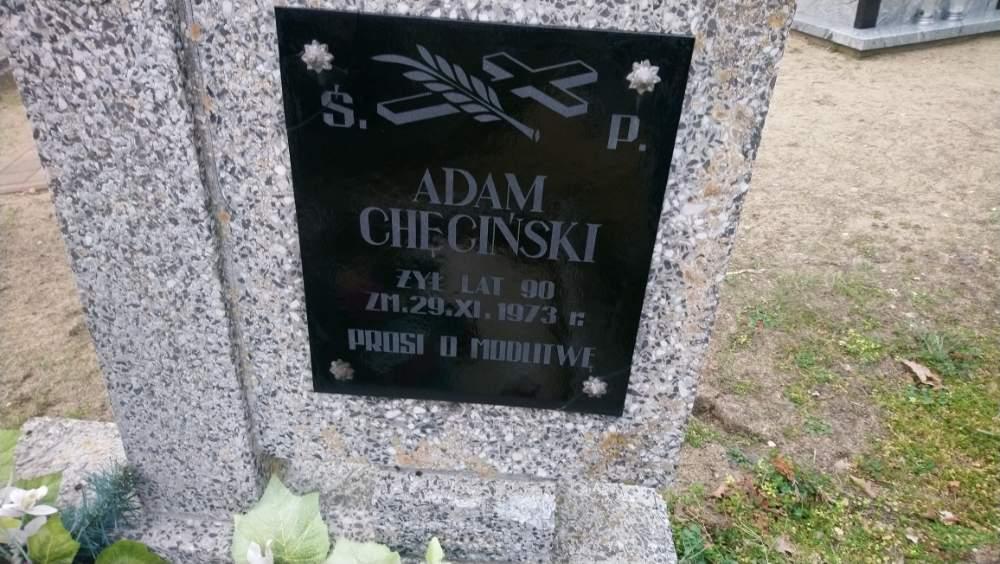 Ś. P.
ADAM
CHĘCIŃSKI
ŻYŁ LAT 90
ZM. 29. XI. 1973 r.
PROSI O MODLITWĘ